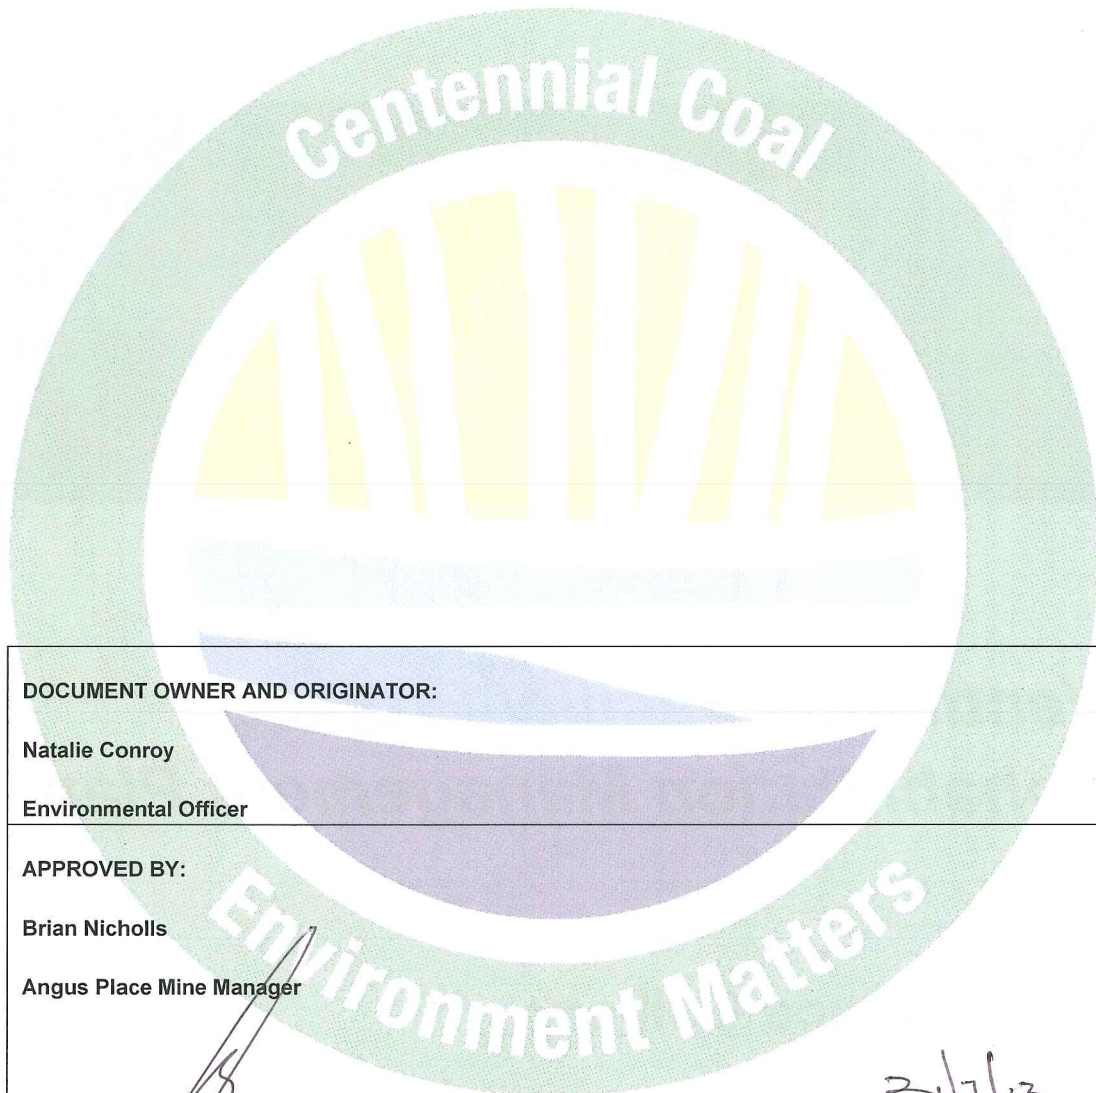 Centennial Coal
DOCUMENT OWNER AND ORIGINATOR:
Natalie Conroy
Environmental Officer
APPROVED BY:
Brian Nicholls
Angus Place Mine Manager
Environment Matters